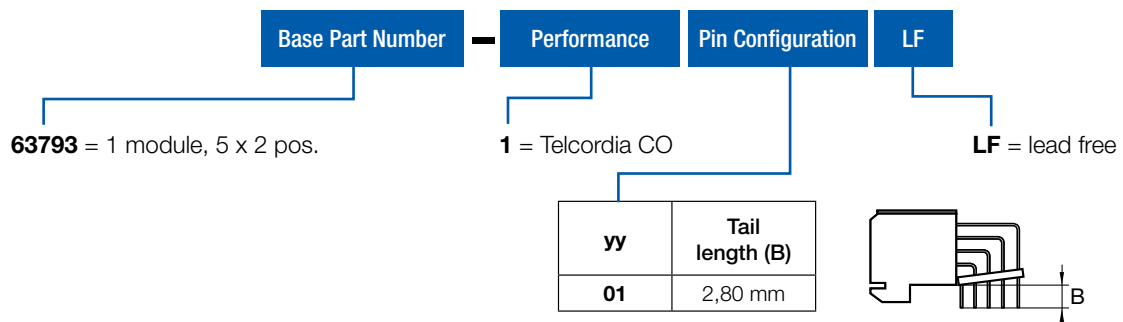 Base Part Number - Performance Pin Configuration LF
63793 = 1 module, 5 x 2 pos. 1 = Telcordia CO LF = lead free
yy Tail length (B)
01 2,80 mm
B